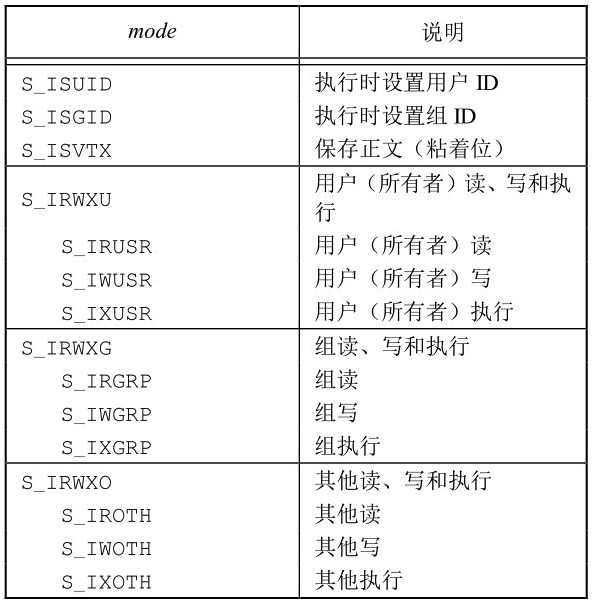 mode 说明
S_ISUID 执行时设置用户 ID
S_ISGID 执行时设置组 ID
S_ISVTX 保存正文（粘着位）
S_IRWXU 用户（所有者）读、写和执
行
S_IRUSR 用户（所有者）读
S_IWUSR 用户（所有者）写
S_IXUSR 用户（所有者）执行
S_IRWXG 组读、写和执行
S_IRGRP 组读
S_IWGRP 组写
S_IXGRP 组执行
S_IRWXO 其他读、写和执行
S_IROTH 其他读
S_IWOTH 其他写
S_IXOTH 其他执行